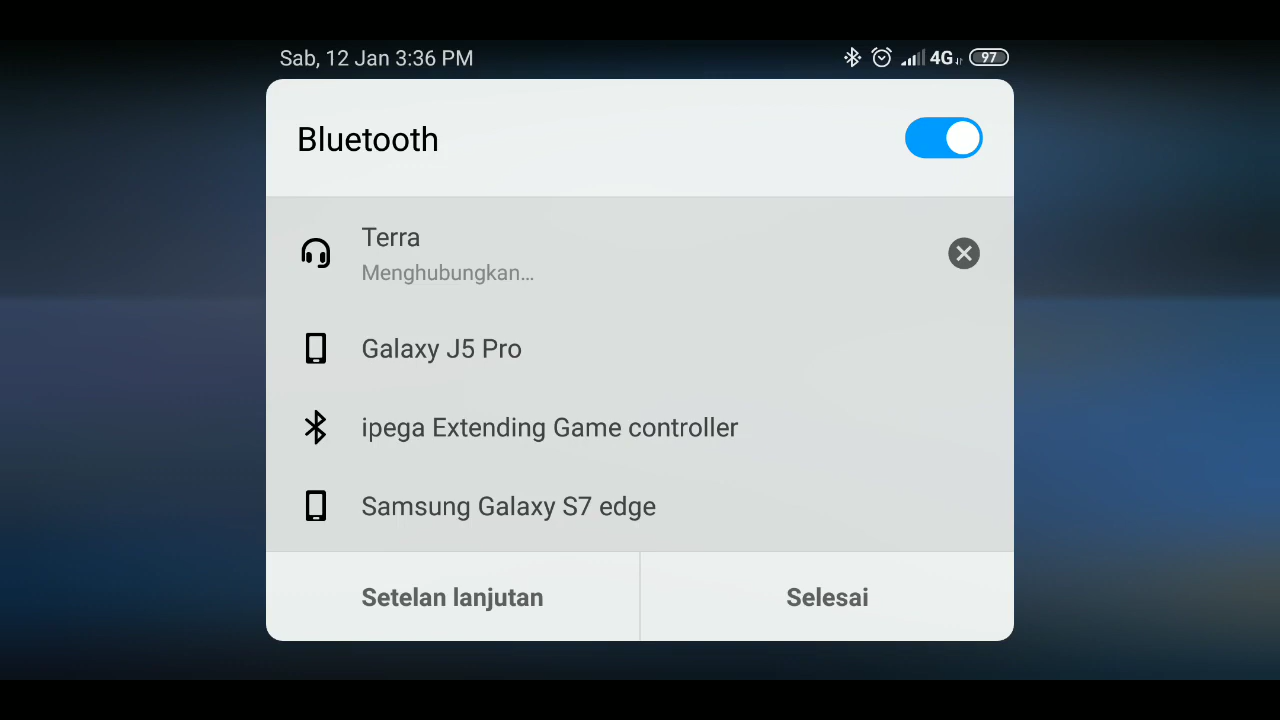 Sab, 12 Jan 3:36 PM 4G 97
Bluetooth
Terra
Menghubungkan...
Galaxy J5 Pro
ipega Extending Game controller
Samsung Galaxy S7 edge
Setelan lanjutan Selesai